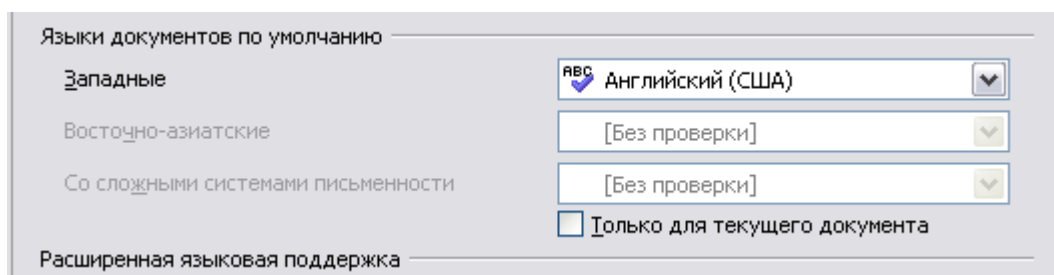 Языки документов по умолчанию
Западные ABC Английский (США)
Восточно-азиатские [Без проверки]
Со сложными системами письменности [Без проверки]
Только для текущего документа
Расширенная языковая поддержка